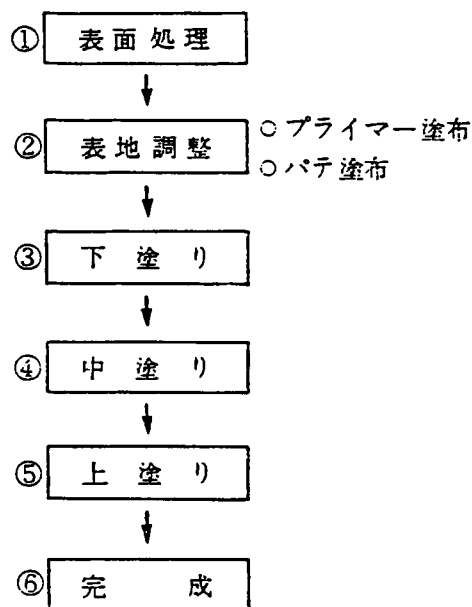 ① 表面処理
② 表地調整
○プライマー塗布
○パテ塗布
③ 下塗り
④ 中塗り
⑤ 上塗り
⑥ 完成